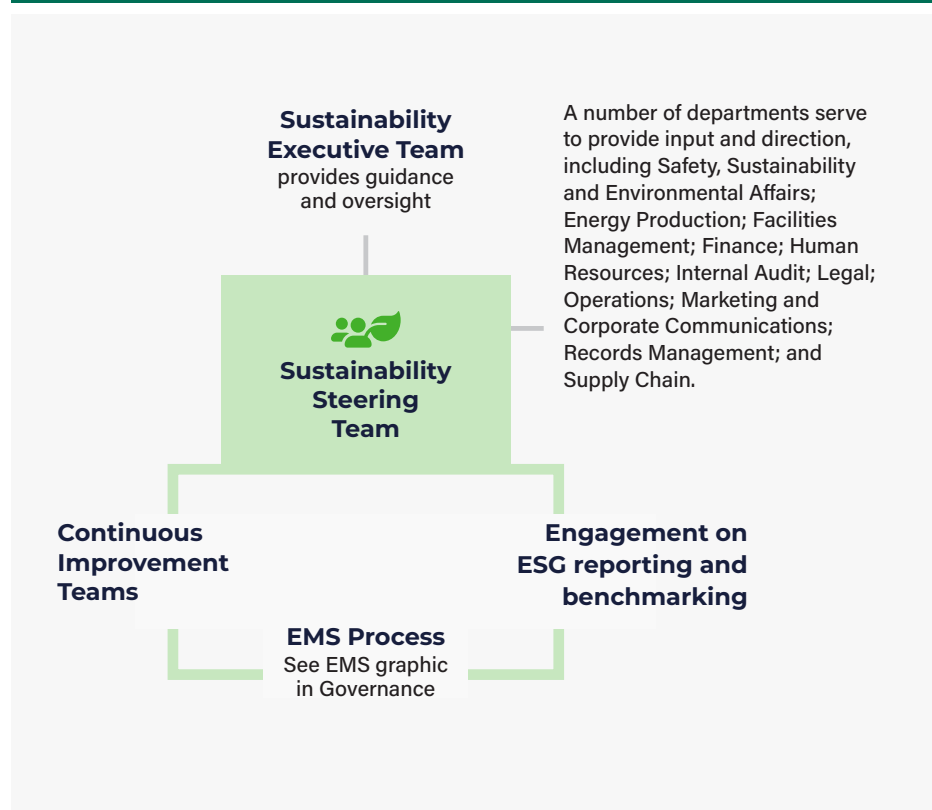 Sustainability
Executive Team
provides guidance
and oversight
A number of departments serve
to provide input and direction,
including Safety, Sustainability
and Environmental Affairs;
Energy Production; Facilities
Management; Finance; Human
Resources; Internal Audit; Legal;
Operations; Marketing and
Corporate Communications;
Records Management; and
Supply Chain.
Sustainability
Steering
Team
Continuous
Improvement
Teams
Engagement on
ESG reporting and
benchmarking
EMS Process
See EMS graphic
in Governance